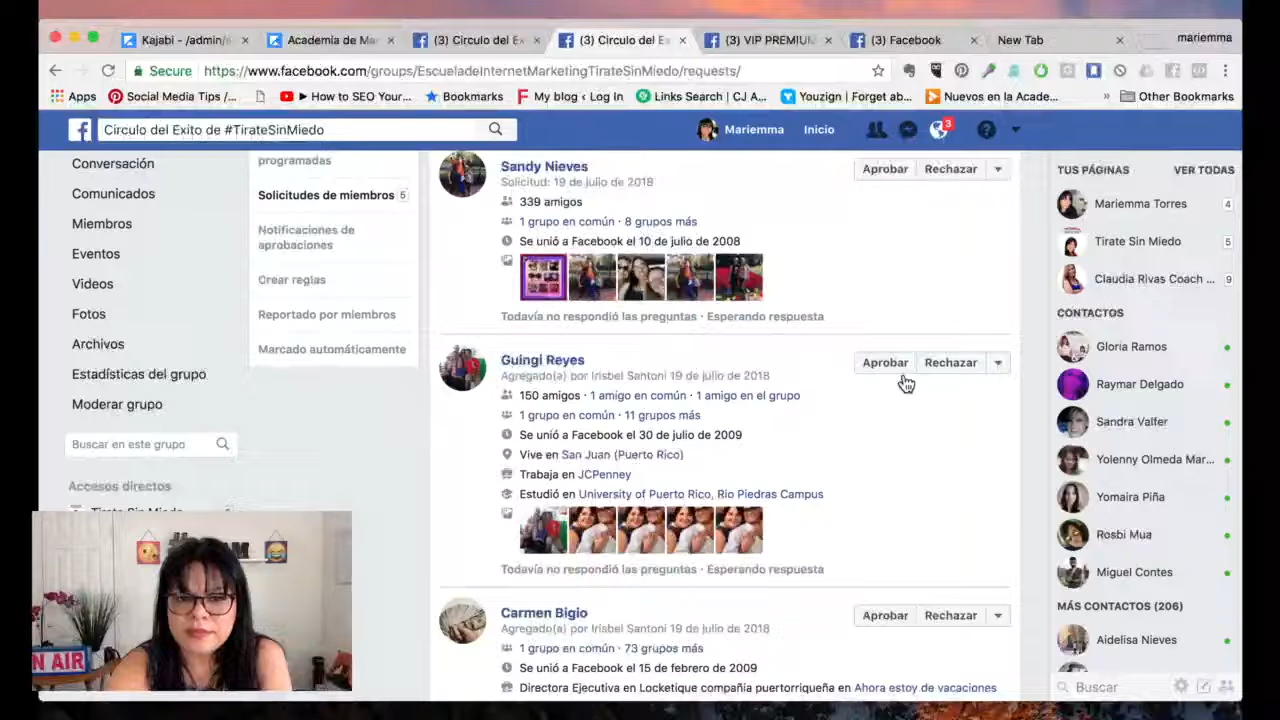 Kajabi - /admin/
Academia de Mar
(3) Circulo del Ex
(3) Circulo del Ex
(3) VIP PREMIUM
(3) Facebook
New Tab
mariemma
Secure
https://www.facebook.com/groups/EscueladeInternetMarketingTirateSinMiedo/requests/
Apps
Social Media Tips /...
► How to SEO Your...
Bookmarks
My blog ‹ Log In
Links Search | CJ A...
Youzign | Forget ab...
Nuevos en la Acade...
»
Other Bookmarks
Circulo del Exito de #TirateSinMiedo
Mariemma
Inicio
3
Conversación
Comunicados
Miembros
Eventos
Videos
Fotos
Archivos
Estadísticas del grupo
Moderar grupo
Buscar en este grupo
Accesos directos
Tirate Sin Miedo
programadas
Solicitudes de miembros 5
Notificaciones de
aprobaciones
Crear reglas
Reportado por miembros
Marcado automáticamente
Sandy Nieves
Solicitud: 19 de julio de 2018
339 amigos
1 grupo en común · 8 grupos más
Se unió a Facebook el 10 de julio de 2008
Todavía no respondió las preguntas · Esperando respuesta
Aprobar
Rechazar
Guingi Reyes
Agregado(a) por Irisbel Santoni 19 de julio de 2018
150 amigos · 1 amigo en común · 1 amigo en el grupo
1 grupo en común · 11 grupos más
Se unió a Facebook el 30 de julio de 2009
Vive en San Juan (Puerto Rico)
Trabaja en JCPenney
Estudió en University of Puerto Rico, Rio Piedras Campus
Todavía no respondió las preguntas · Esperando respuesta
Aprobar
Rechazar
Carmen Bigio
Agregado(a) por Irisbel Santoni 19 de julio de 2018
1 grupo en común · 73 grupos más
Se unió a Facebook el 15 de febrero de 2009
Directora Ejecutiva en Locketique compañía puertorriqueña en Ahora estoy de vacaciones
Aprobar
Rechazar
TUS PÁGINAS
VER TODAS
Mariemma Torres 4
Tirate Sin Miedo 5
Claudia Rivas Coach ... 9
CONTACTOS
Gloria Ramos
Raymar Delgado
Sandra Valfer
Yolenny Olmeda Mar...
Yomaira Piña
Rosbi Mua
Miguel Contes
MÁS CONTACTOS (206)
Aidelisa Nieves
Buscar
ON AIR